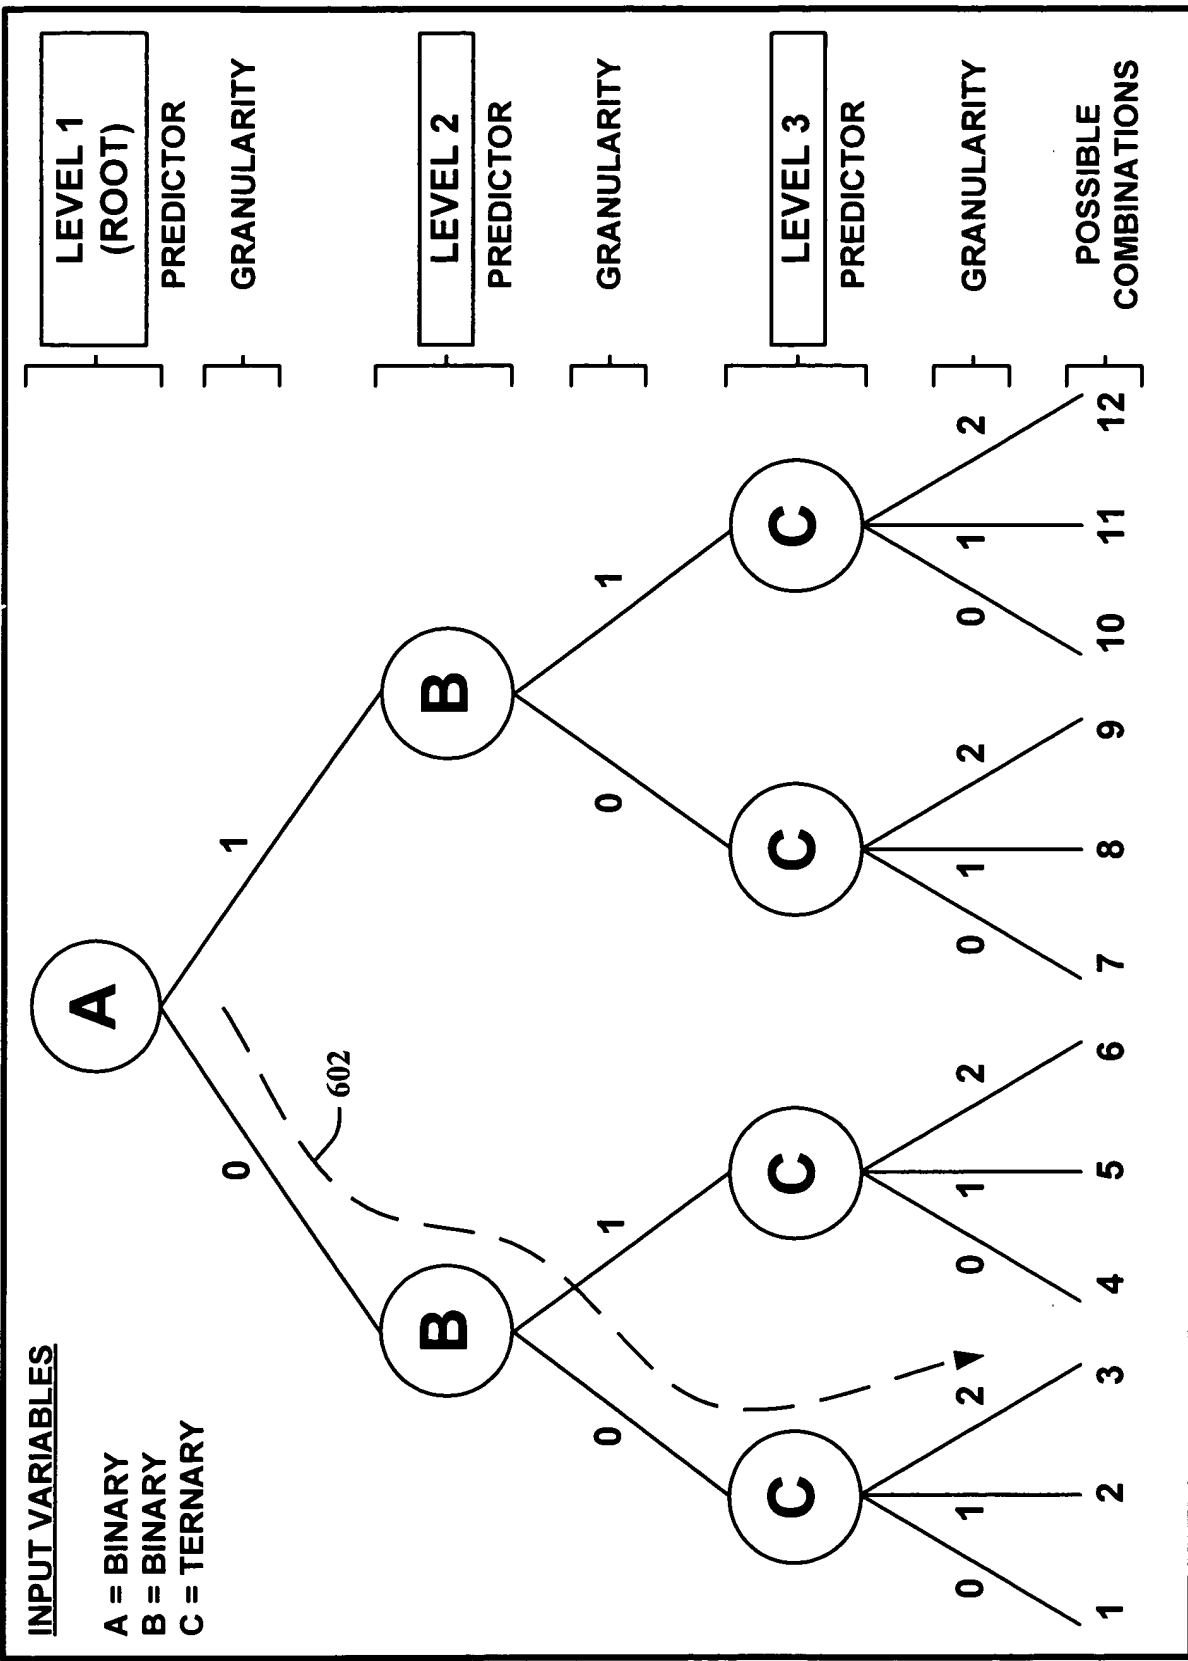 INPUT VARIABLES
A = BINARY
B = BINARY
C = TERNARY
A
LEVEL 1
(ROOT)
PREDICTOR
0
1
GRANULARITY
602
B
B
LEVEL 2
PREDICTOR
0
1
0
1
GRANULARITY
C
C
C
C
LEVEL 3
PREDICTOR
0
1
2
0
1
2
0
1
2
0
1
2
GRANULARITY
1
2
3
4
5
6
7
8
9
10
11
12
POSSIBLE
COMBINATIONS